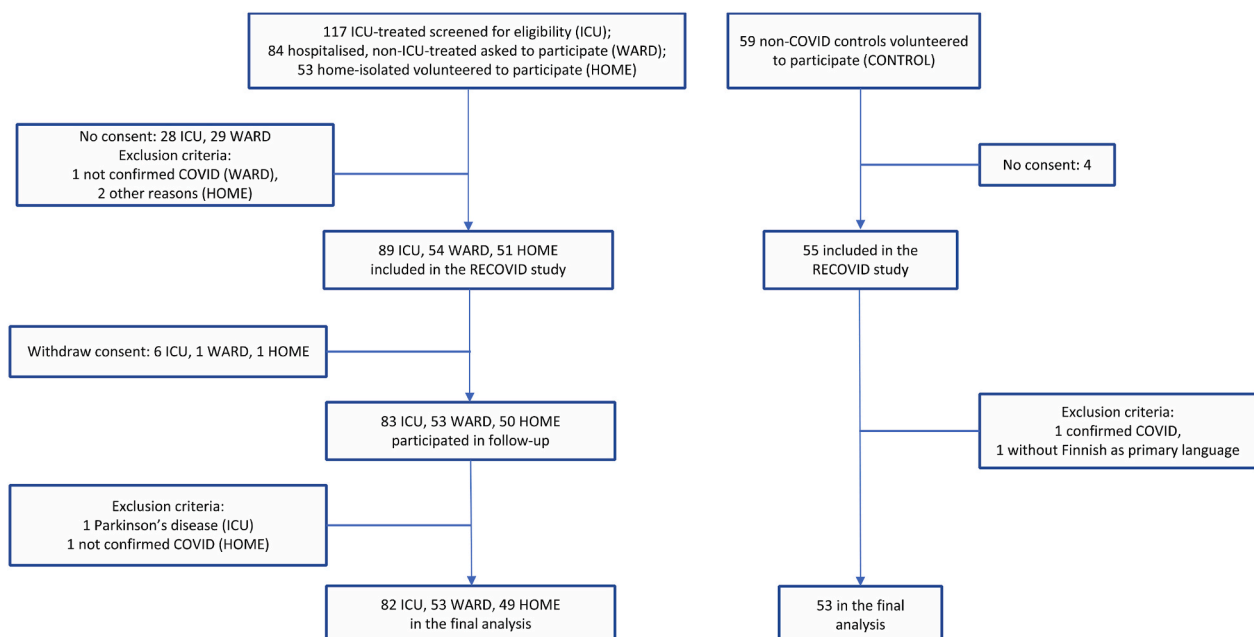 117 ICU-treated screened for eligibility (ICU);
84 hospitalised, non-ICU-treated asked to participate (WARD);
53 home-isolated volunteered to participate (HOME)
59 non-COVID controls volunteered
to participate (CONTROL)
No consent: 28 ICU, 29 WARD
Exclusion criteria:
1 not confirmed COVID (WARD),
2 other reasons (HOME)
No consent: 4
89 ICU, 54 WARD, 51 HOME
included in the RECOVID study
55 included in the
RECOVID study
Withdraw consent: 6 ICU, 1 WARD, 1 HOME
83 ICU, 53 WARD, 50 HOME
participated in follow-up
Exclusion criteria:
1 confirmed COVID,
1 without Finnish as primary language
Exclusion criteria:
1 Parkinson's disease (ICU)
1 not confirmed COVID (HOME)
82 ICU, 53 WARD, 49 HOME
in the final analysis
53 in the final
analysis